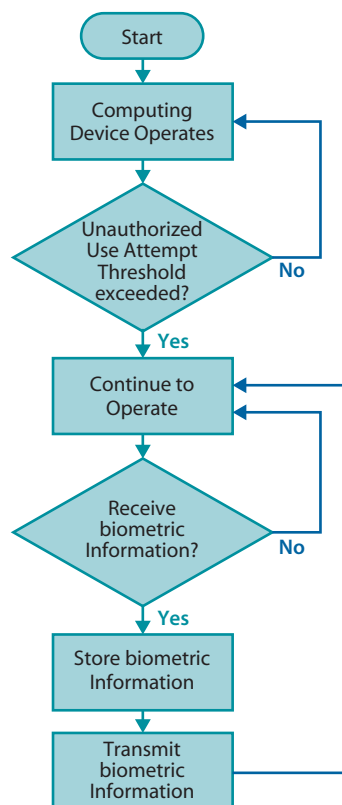 Start
Computing
Device Operates
Unauthorized
Use Attempt
Threshold
exceeded?
No
Yes
Continue to
Operate
Receive
biometric
Information?
No
Yes
Store biometric
Information
Transmit
biometric
Information